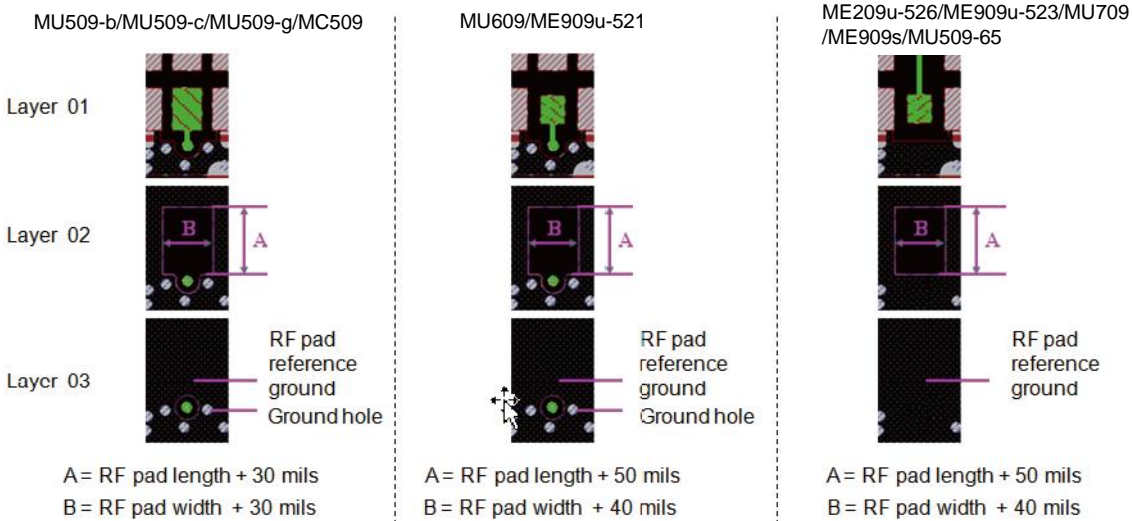 MU509-b/MU509-c/MU509-g/MC509
MU609/ME909u-521
ME209u-526/ME909u-523/MU709
/ME909s/MU509-65
Layer 01
Layer 02
B
A
B
A
B
A
Layer 03
RF pad
reference
ground
Ground hole
RF pad
reference
ground
Ground hole
RF pad
reference
ground
A = RF pad length + 30 mils
B = RF pad width + 30 mils
A = RF pad length + 50 mils
B = RF pad width + 40 mils
A = RF pad length + 50 mils
B = RF pad width + 40 mils